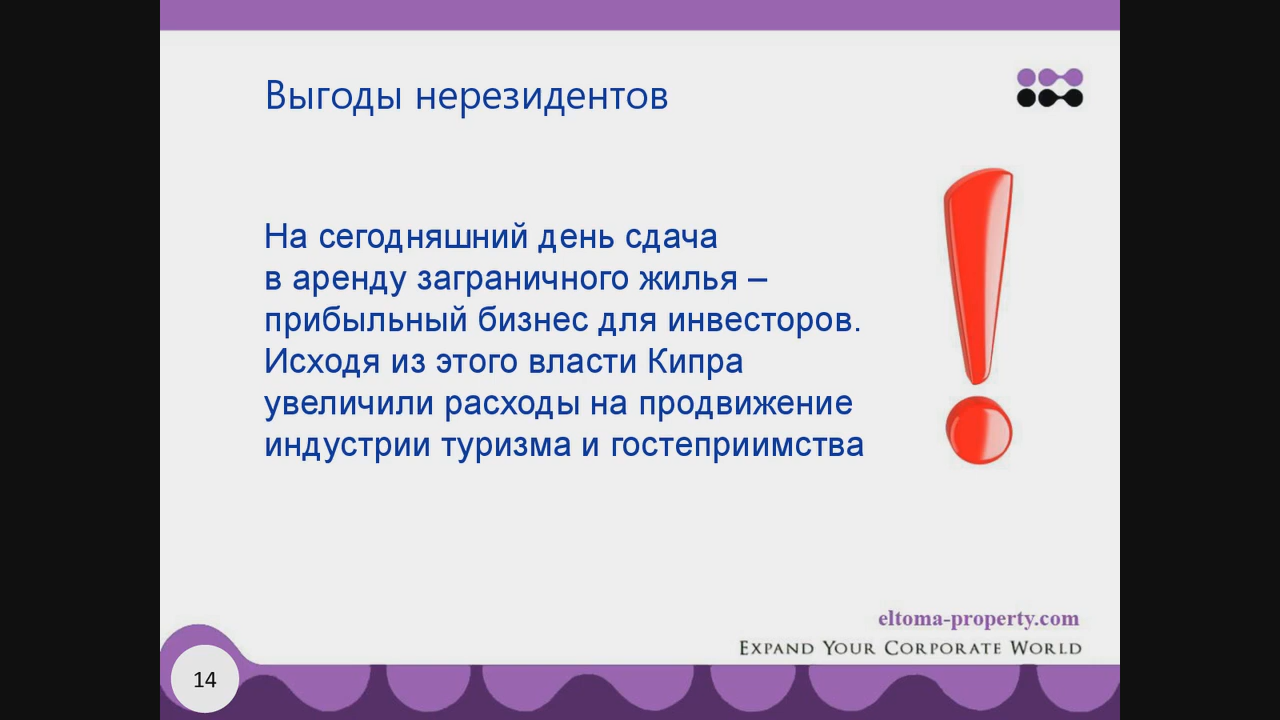 Выгоды нерезидентов
На сегодняшний день сдача
в аренду заграничного жилья –
прибыльный бизнес для инвесторов.
Исходя из этого власти Кипра
увеличили расходы на продвижение
индустрии туризма и гостеприимства
eltoma-property.com
EXPAND YOUR CORPORATE WORLD
14